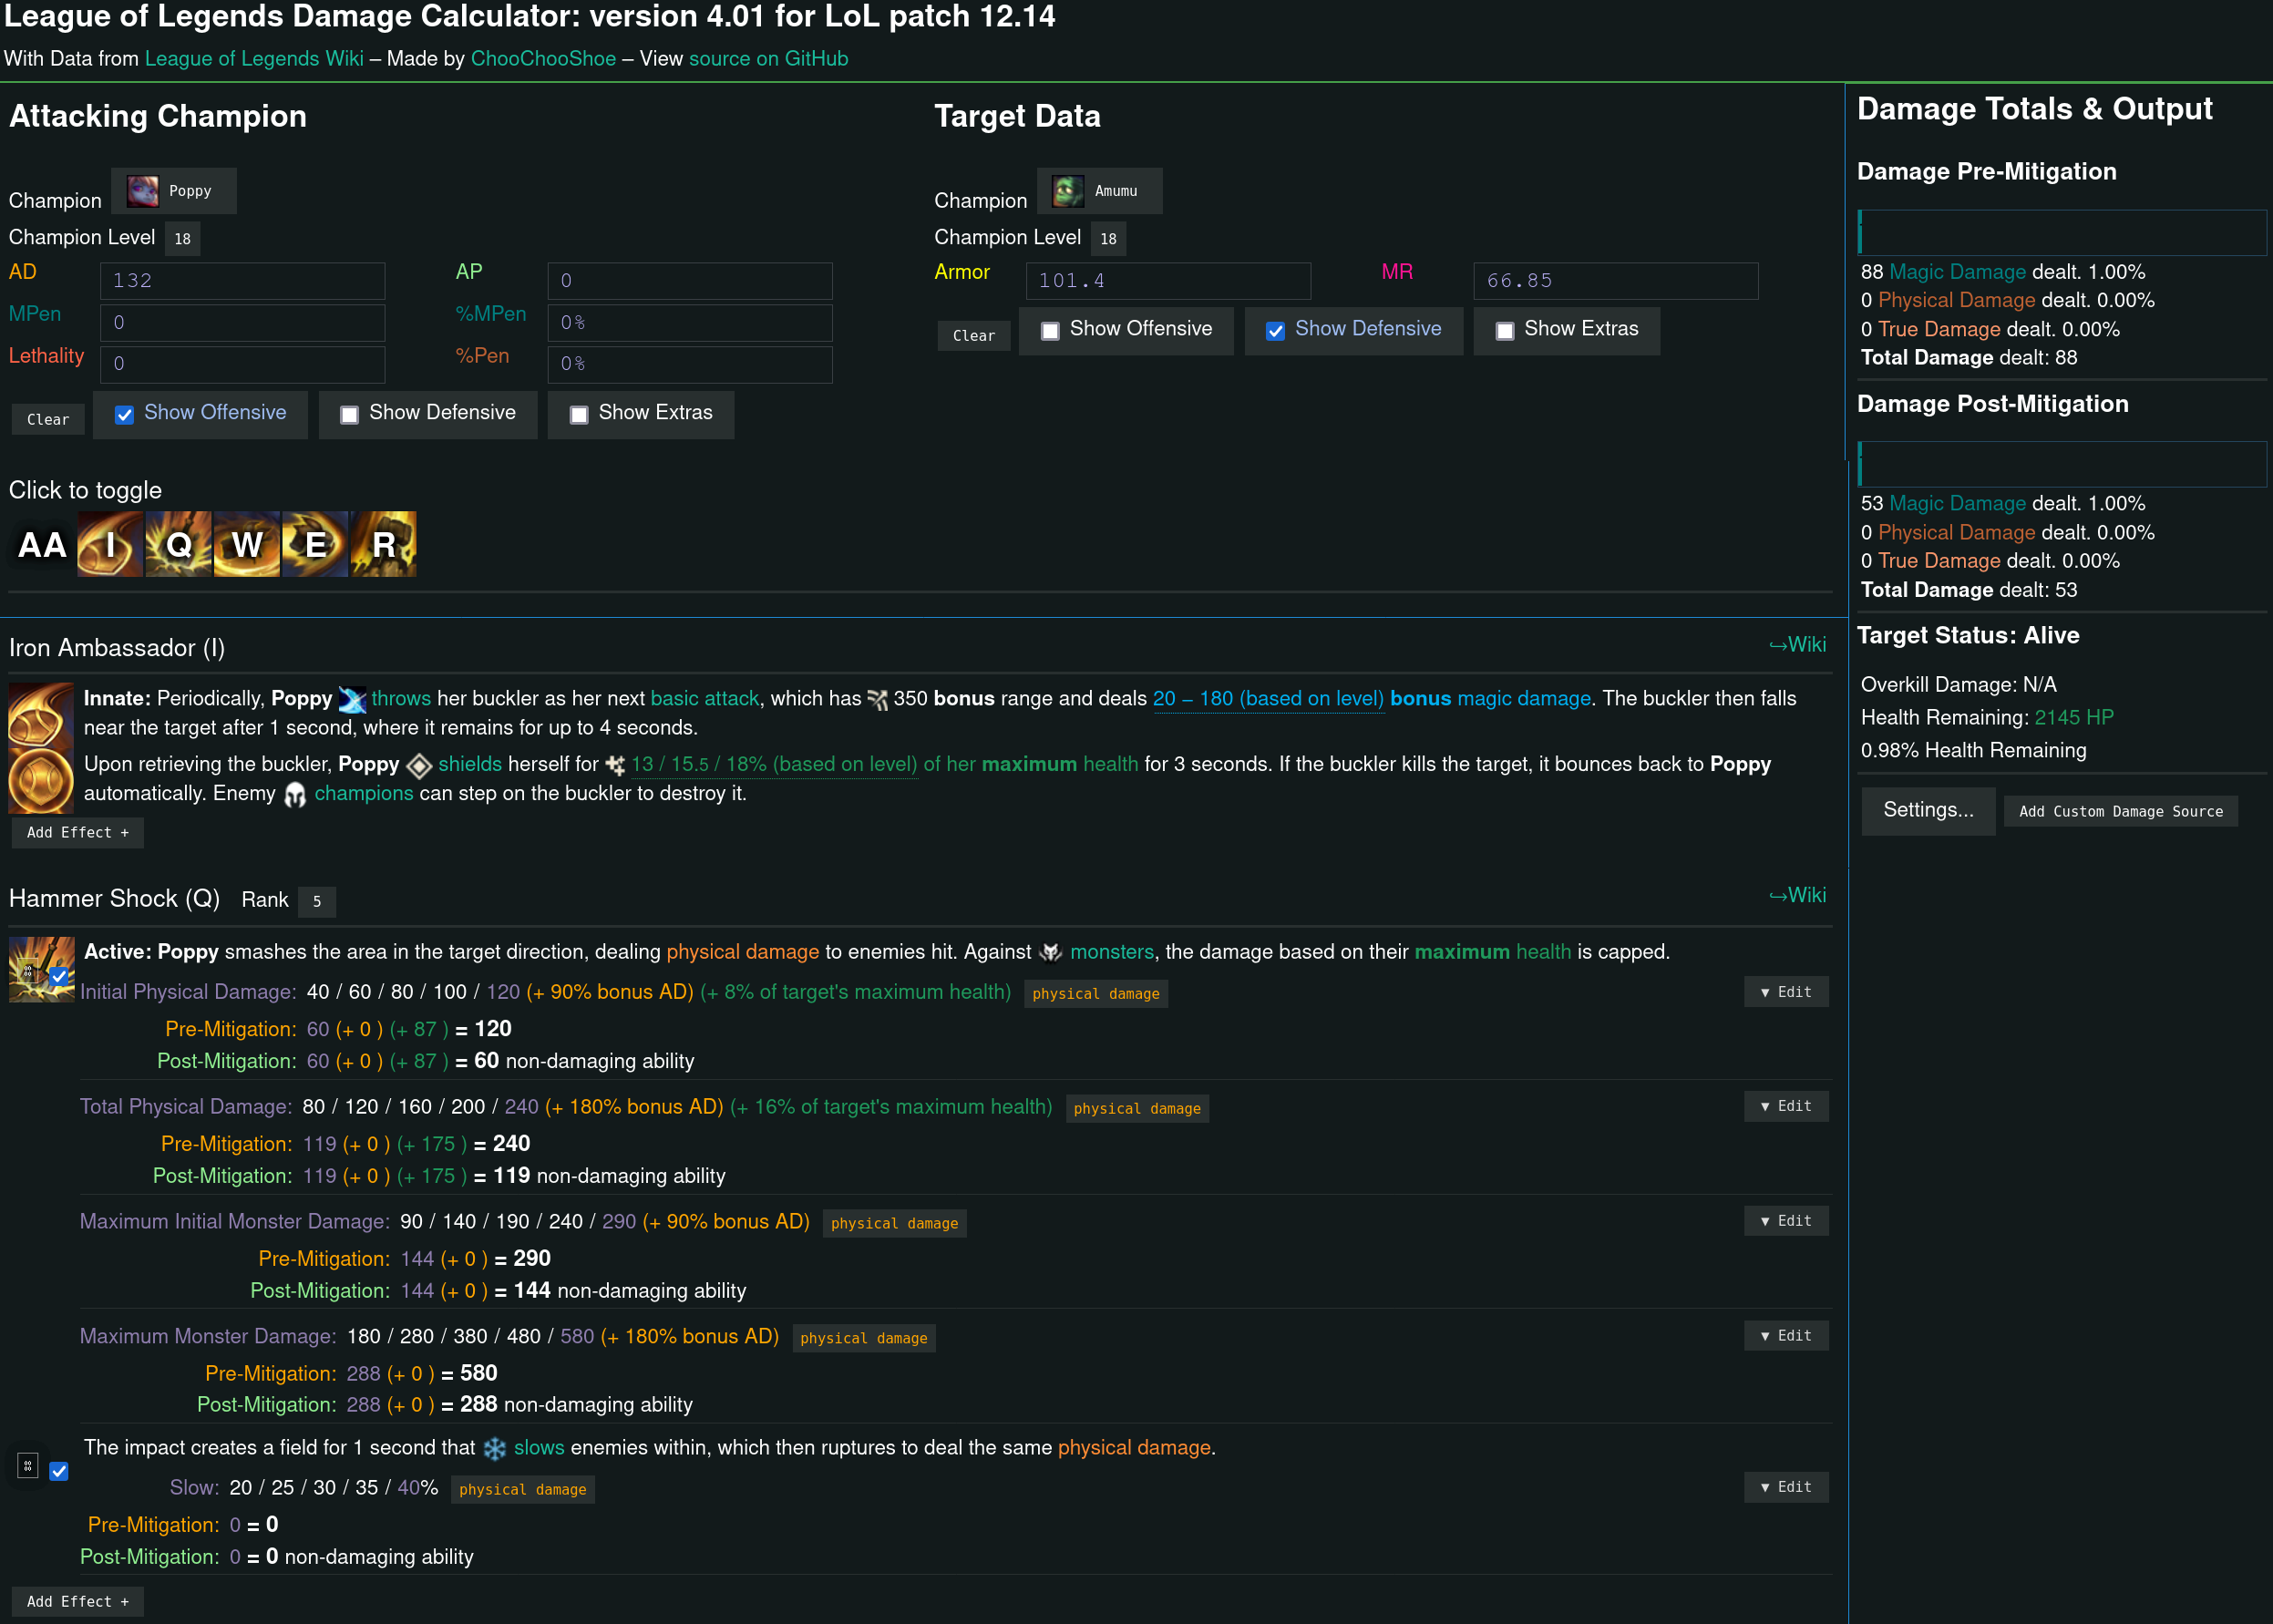 League of Legends Damage Calculator: version 4.01 for LoL patch 12.14
With Data from League of Legends Wiki – Made by ChooChooShoe – View source on GitHub
Attacking Champion
Champion Poppy
Champion Level 18
AD 132 AP 0
MPen 0 %MPen 0%
Lethality 0 %Pen 0%
Clear Show Offensive Show Defensive Show Extras
Target Data
Champion Amumu
Champion Level 18
Armor 101.4 MR 66.85
Clear Show Offensive Show Defensive Show Extras
Click to toggle
AA I Q W E R
Iron Ambassador (I) ↪Wiki
Innate: Periodically, Poppy throws her buckler as her next basic attack, which has 350 bonus range and deals 20 – 180 (based on level) bonus magic damage. The buckler then falls
near the target after 1 second, where it remains for up to 4 seconds.
Upon retrieving the buckler, Poppy shields herself for 13 / 15.5 / 18% (based on level) of her maximum health for 3 seconds. If the buckler kills the target, it bounces back to Poppy
automatically. Enemy champions can step on the buckler to destroy it.
Add Effect +
Hammer Shock (Q) Rank 5 ↪Wiki
Active: Poppy smashes the area in the target direction, dealing physical damage to enemies hit. Against monsters, the damage based on their maximum health is capped.
Initial Physical Damage: 40 / 60 / 80 / 100 / 120 (+ 90% bonus AD) (+ 8% of target's maximum health) physical damage ▼ Edit
Pre-Mitigation: 60 (+ 0 ) (+ 87 ) = 120
Post-Mitigation: 60 (+ 0 ) (+ 87 ) = 60 non-damaging ability
Total Physical Damage: 80 / 120 / 160 / 200 / 240 (+ 180% bonus AD) (+ 16% of target's maximum health) physical damage ▼ Edit
Pre-Mitigation: 119 (+ 0 ) (+ 175 ) = 240
Post-Mitigation: 119 (+ 0 ) (+ 175 ) = 119 non-damaging ability
Maximum Initial Monster Damage: 90 / 140 / 190 / 240 / 290 (+ 90% bonus AD) physical damage ▼ Edit
Pre-Mitigation: 144 (+ 0 ) = 290
Post-Mitigation: 144 (+ 0 ) = 144 non-damaging ability
Maximum Monster Damage: 180 / 280 / 380 / 480 / 580 (+ 180% bonus AD) physical damage ▼ Edit
Pre-Mitigation: 288 (+ 0 ) = 580
Post-Mitigation: 288 (+ 0 ) = 288 non-damaging ability
The impact creates a field for 1 second that slows enemies within, which then ruptures to deal the same physical damage.
Slow: 20 / 25 / 30 / 35 / 40% physical damage ▼ Edit
Pre-Mitigation: 0 = 0
Post-Mitigation: 0 = 0 non-damaging ability
Add Effect +
Damage Totals & Output
Damage Pre-Mitigation
88 Magic Damage dealt. 1.00%
0 Physical Damage dealt. 0.00%
0 True Damage dealt. 0.00%
Total Damage dealt: 88
Damage Post-Mitigation
53 Magic Damage dealt. 1.00%
0 Physical Damage dealt. 0.00%
0 True Damage dealt. 0.00%
Total Damage dealt: 53
Target Status: Alive
Overkill Damage: N/A
Health Remaining: 2145 HP
0.98% Health Remaining
Settings... Add Custom Damage Source